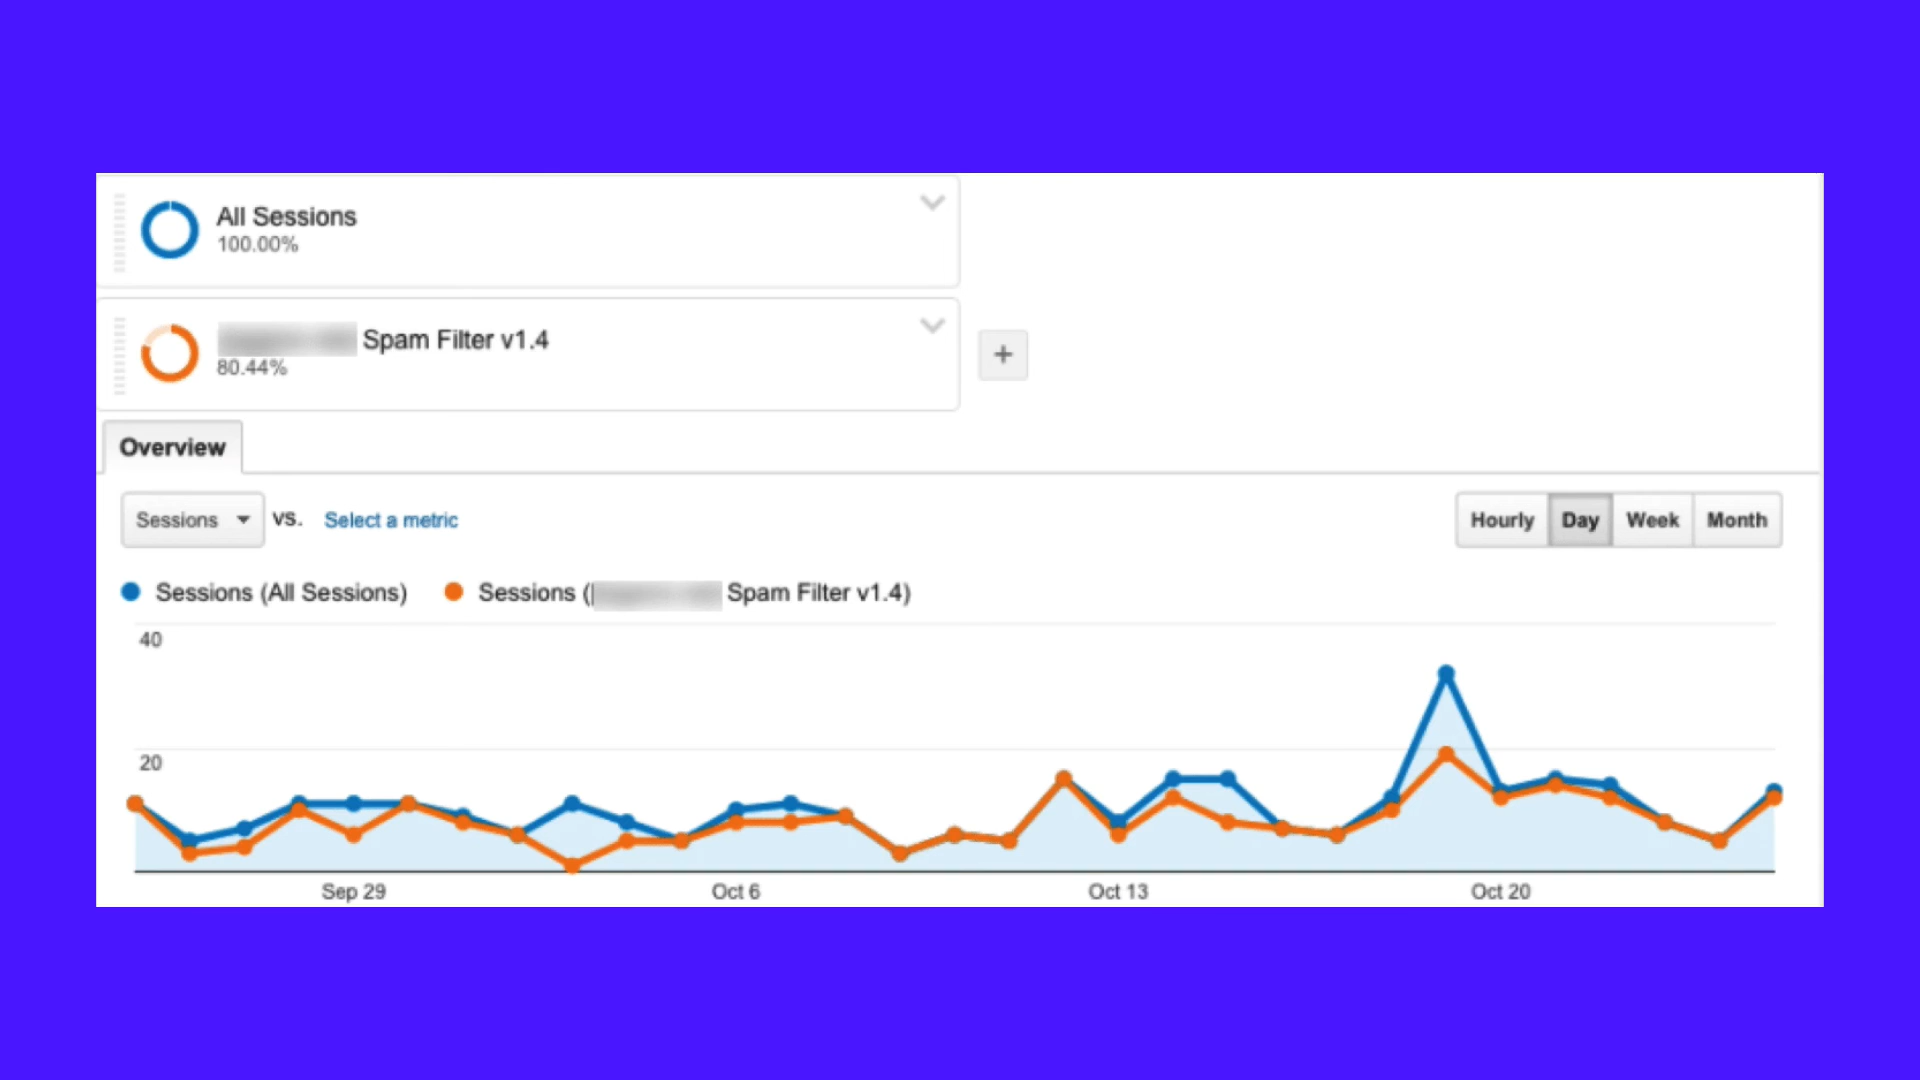 All Sessions
100.00%
Spam Filter v1.4
80.44%
+
Overview
Sessions vs. Select a metric Hourly Day Week Month
Sessions (All Sessions) Sessions ( Spam Filter v1.4)
40
20
Sep 29 Oct 6 Oct 13 Oct 20